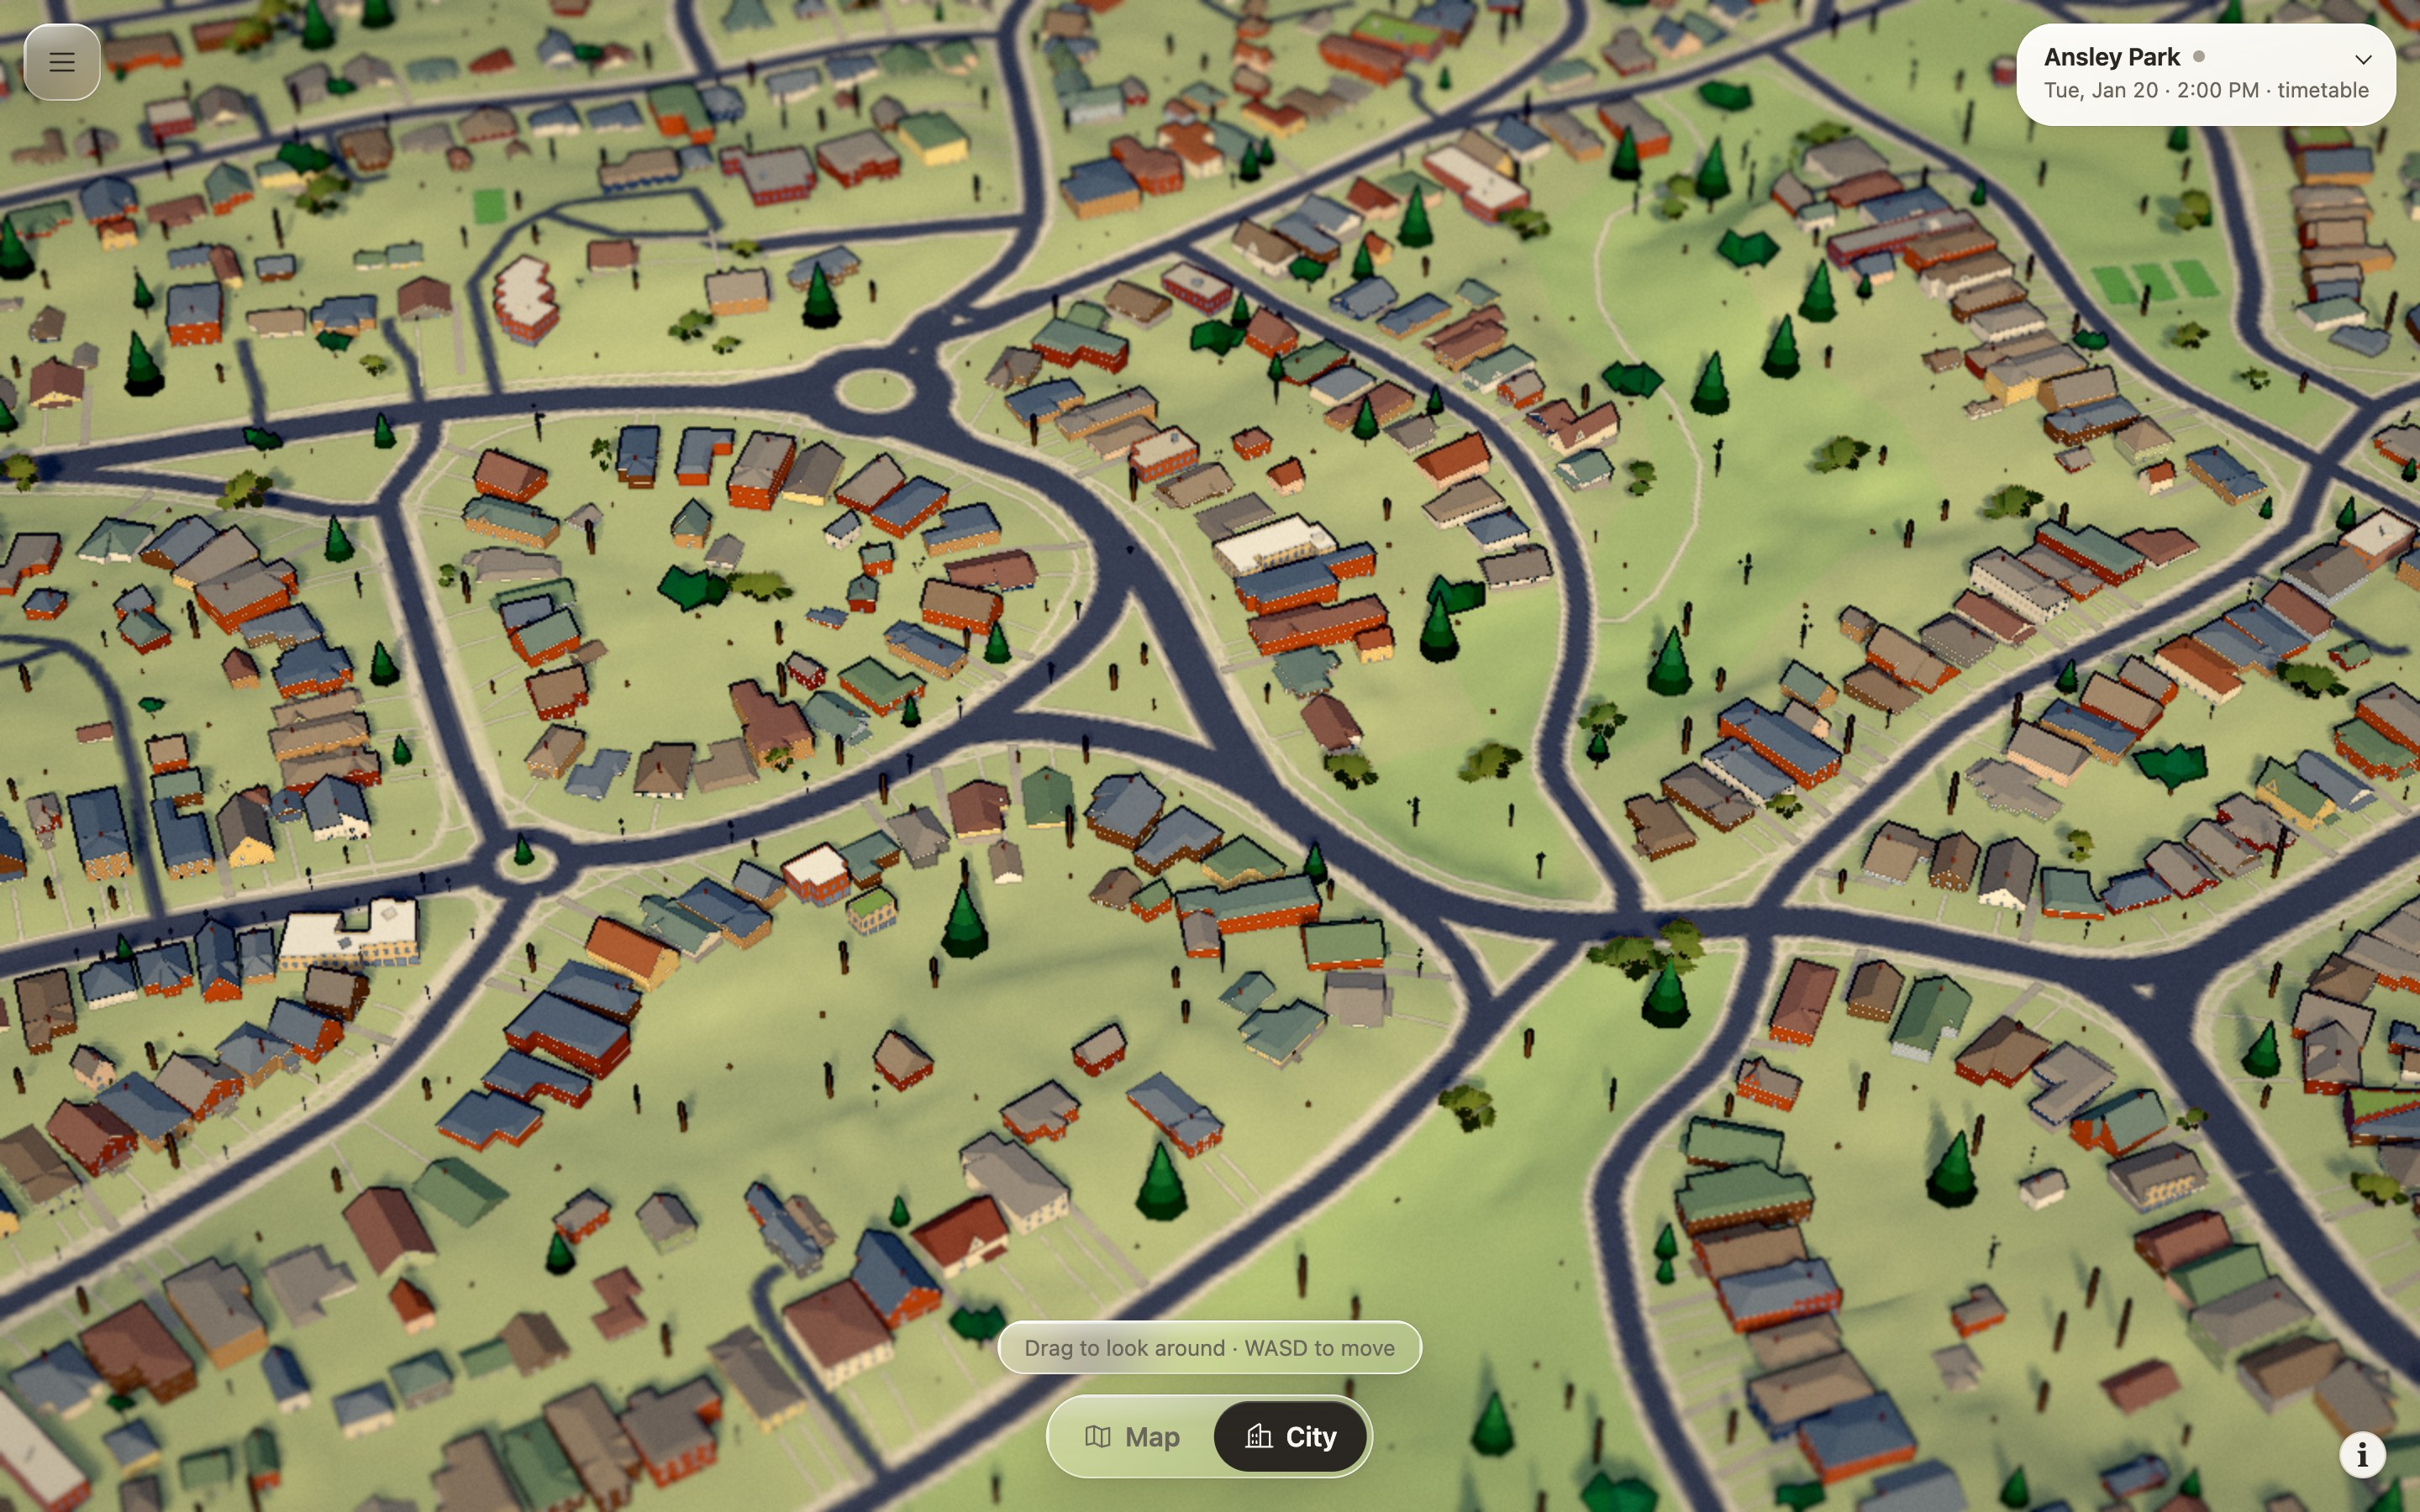 Ansley Park
Tue, Jan 20 · 2:00 PM · timetable
Drag to look around · WASD to move
Map
City
i